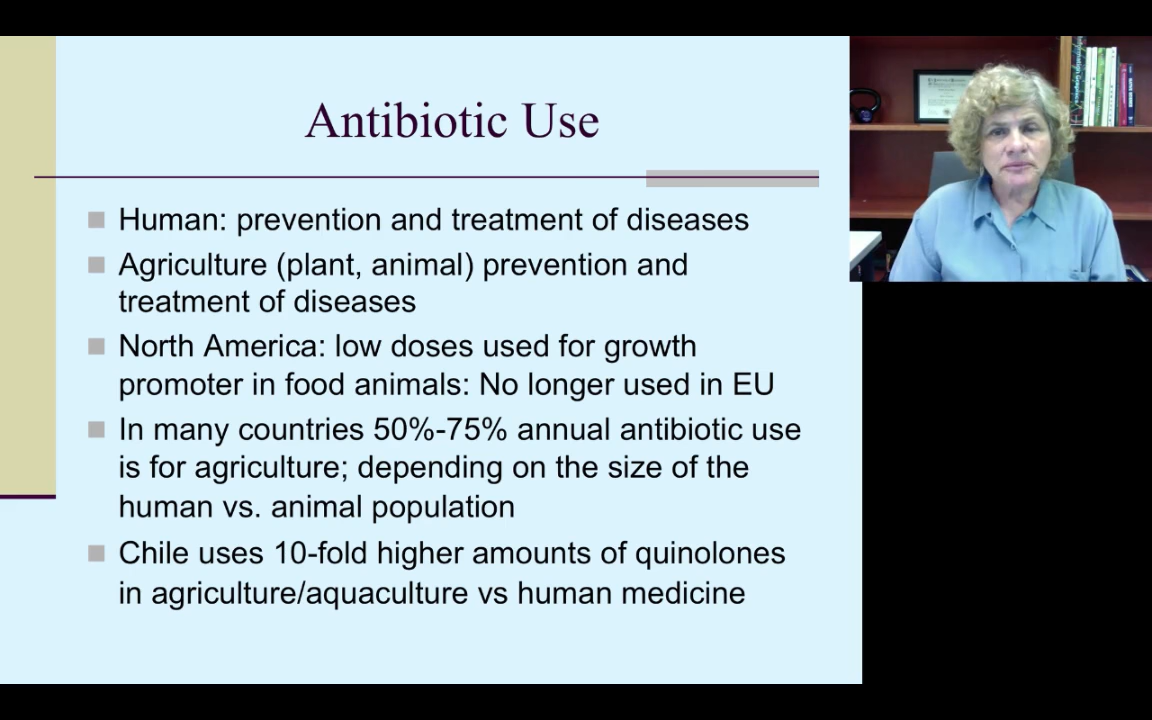 Antibiotic Use
Human: prevention and treatment of diseases
Agriculture (plant, animal) prevention and
treatment of diseases
North America: low doses used for growth
promoter in food animals: No longer used in EU
In many countries 50%-75% annual antibiotic use
is for agriculture; depending on the size of the
human vs. animal population
Chile uses 10-fold higher amounts of quinolones
in agriculture/aquaculture vs human medicine